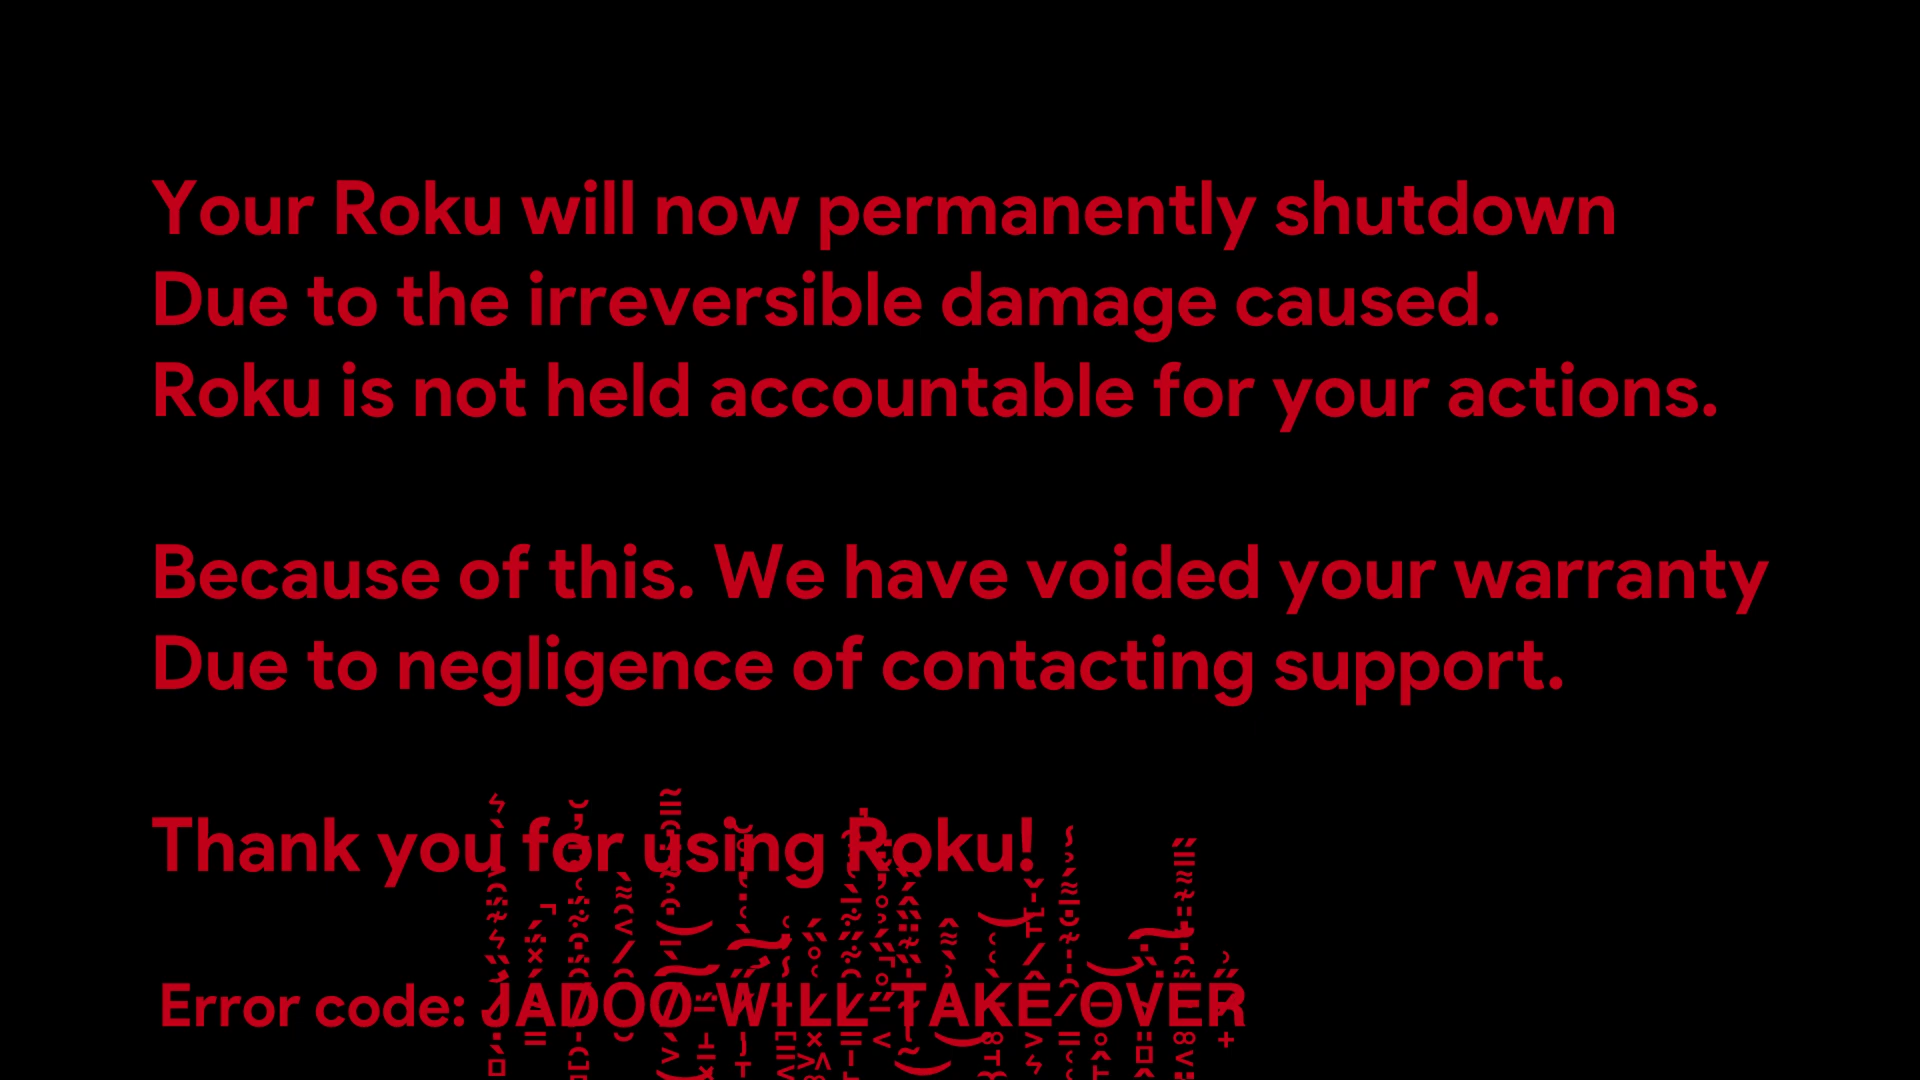 Your Roku will now permanently shutdown
Due to the irreversible damage caused.
Roku is not held accountable for your actions.
Because of this. We have voided your warranty
Due to negligence of contacting support.
Thank you for using Roku!
Error code: JADOO WILL TAKE OVER